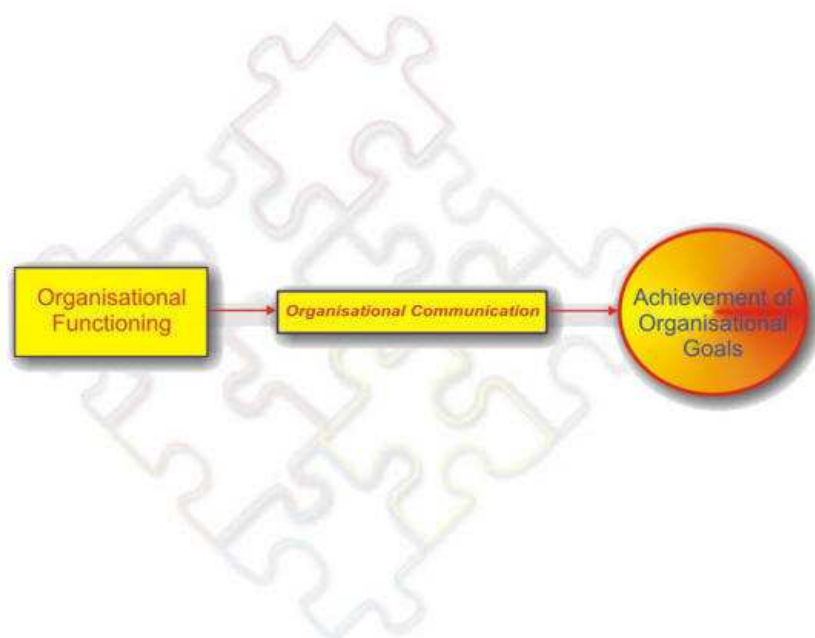 Organisational
Functioning
Organisational Communication
Achievement of
Organisational
Goals